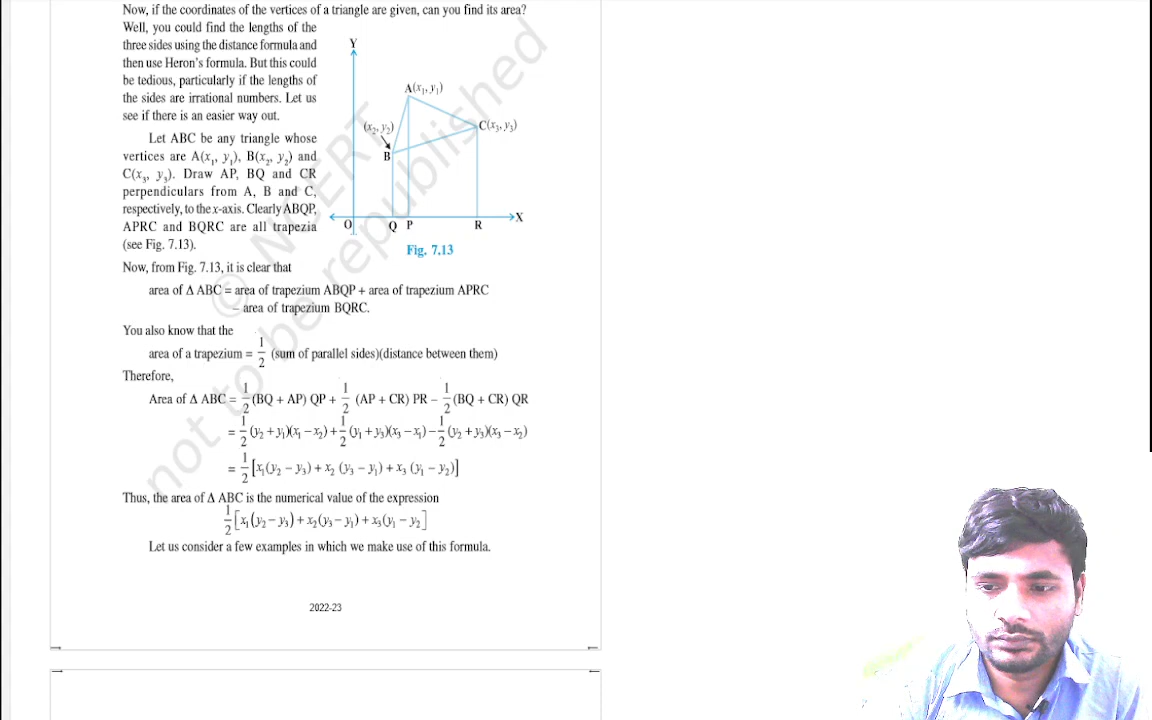 Now, if the coordinates of the vertices of a triangle are given, can you find its area?
Well, you could find the lengths of the
three sides using the distance formula and
then use Heron's formula. But this could
be tedious, particularly if the lengths of
the sides are irrational numbers. Let us
see if there is an easier way out.
Let ABC be any triangle whose
vertices are A(x₁, y₁), B(x₂, y₂) and
C(x₃, y₃). Draw AP, BQ and CR
perpendiculars from A, B and C,
respectively, to the x-axis. Clearly ABQP,
APRC and BQRC are all trapezia
(see Fig. 7.13).
Y
A(x₁, y₁)
(x₂, y₂)
C(x₃, y₃)
B
X
O Q P R
Fig. 7.13
Now, from Fig. 7.13, it is clear that
area of Δ ABC = area of trapezium ABQP + area of trapezium APRC
– area of trapezium BQRC.
You also know that the
area of a trapezium = 1/2 (sum of parallel sides)(distance between them)
Therefore,
Area of Δ ABC = 1/2 (BQ + AP) QP + 1/2 (AP + CR) PR – 1/2 (BQ + CR) QR
= 1/2 (y₂ + y₁)(x₁ – x₂) + 1/2 (y₁ + y₃)(x₃ – x₁) – 1/2 (y₂ + y₃)(x₃ – x₂)
= 1/2 [x₁(y₂ – y₃) + x₂ (y₃ – y₁) + x₃ (y₁ – y₂)]
Thus, the area of Δ ABC is the numerical value of the expression
1/2 [x₁(y₂ – y₃) + x₂(y₃ – y₁) + x₃(y₁ – y₂]
Let us consider a few examples in which we make use of this formula.
2022-23
© NCERT
not to be republished